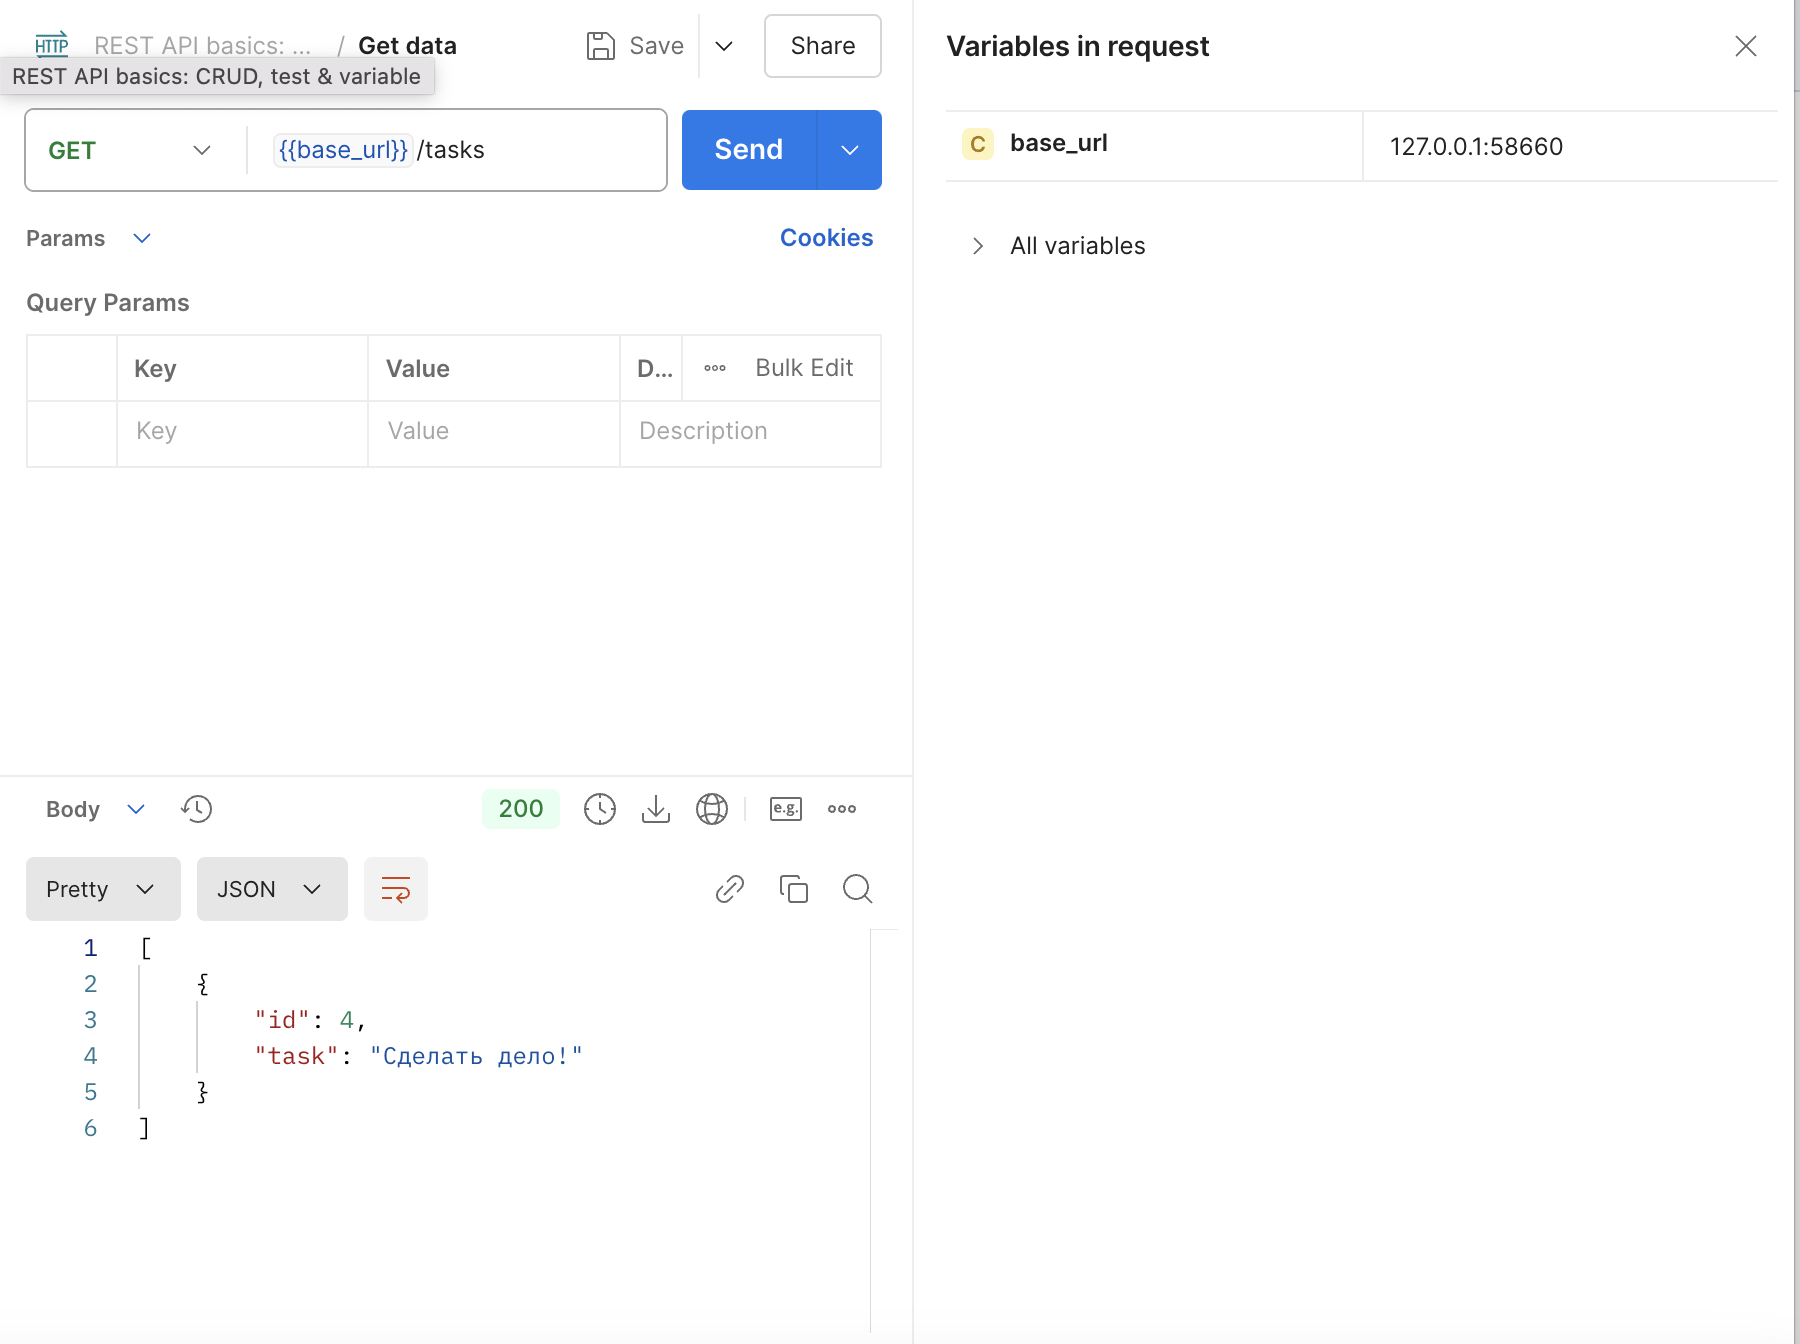 HTTP REST API basics: ... / Get data Save Share
REST API basics: CRUD, test & variable
GET {{base_url}} /tasks Send
Params Cookies
Query Params
Key Value D... Bulk Edit
Key Value Description
Body 200 e.g.
Pretty JSON
1 [
2 {
3 "id": 4,
4 "task": "Сделать дело!"
5 }
6 ]
Variables in request
C base_url 127.0.0.1:58660
All variables